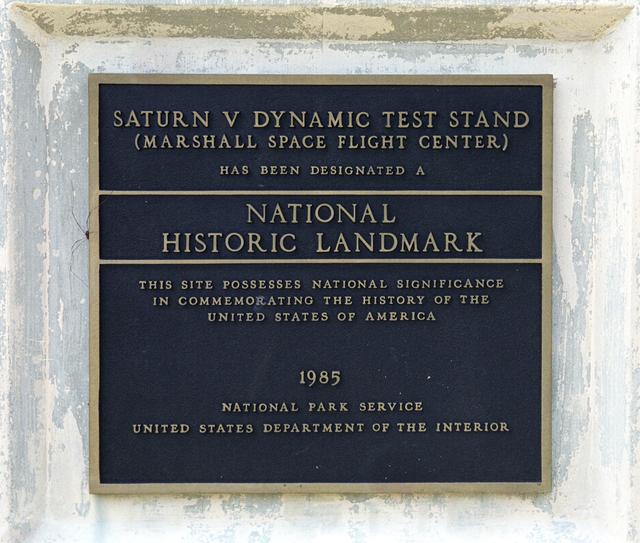 SATURN V DYNAMIC TEST STAND
(MARSHALL SPACE FLIGHT CENTER)
HAS BEEN DESIGNATED A
NATIONAL
HISTORIC LANDMARK
THIS SITE POSSESSES NATIONAL SIGNIFICANCE
IN COMMEMORATING THE HISTORY OF THE
UNITED STATES OF AMERICA
1985
NATIONAL PARK SERVICE
UNITED STATES DEPARTMENT OF THE INTERIOR